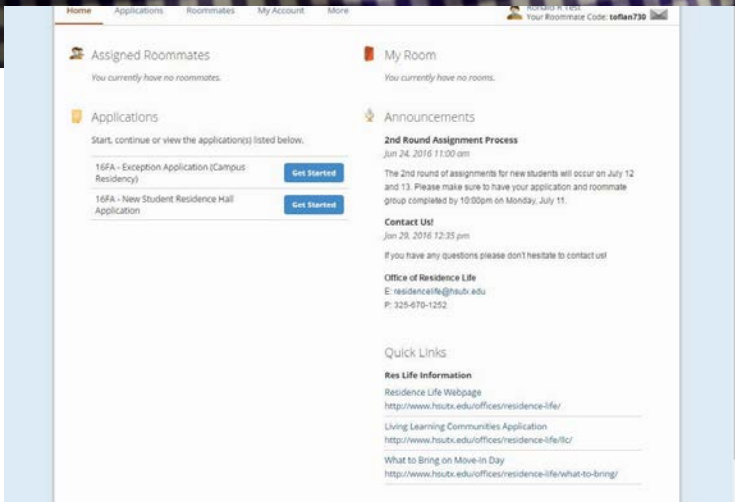 Home Applications Roommates My Account More
Ronald R Test
Your Roommate Code: toflan730
Assigned Roommates
You currently have no roommates.
Applications
Start, continue or view the application(s) listed below.
16FA - Exception Application (Campus
Residency)
Get Started
16FA - New Student Residence Hall
Application
Get Started
My Room
You currently have no rooms.
Announcements
2nd Round Assignment Process
Jun 24, 2016 11:00 am
The 2nd round of assignments for new students will occur on July 12
and 13. Please make sure to have your application and roommate
group completed by 10:00pm on Monday, July 11.
Contact Us!
Jan 29, 2016 12:35 pm
If you have any questions please don't hesitate to contact us!
Office of Residence Life
E: residencelife@hsutx.edu
P: 325-670-1252
Quick Links
Res Life Information
Residence Life Webpage
http://www.hsutx.edu/offices/residence-life/
Living Learning Communities Application
http://www.hsutx.edu/offices/residence-life/llc/
What to Bring on Move-In Day
http://www.hsutx.edu/offices/residence-life/what-to-bring/